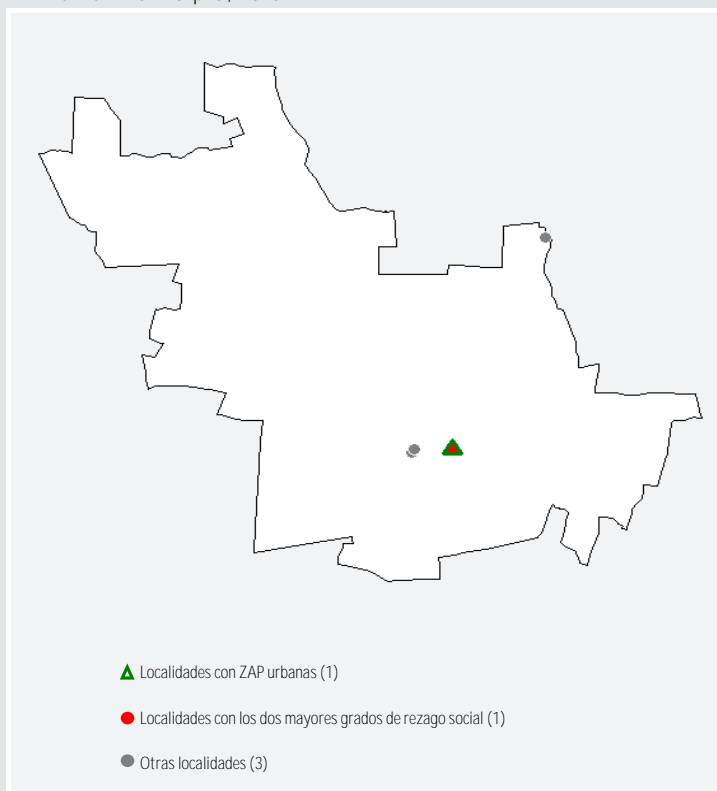 Localidades con ZAP urbanas (1)
Localidades con los dos mayores grados de rezago social (1)
Otras localidades (3)